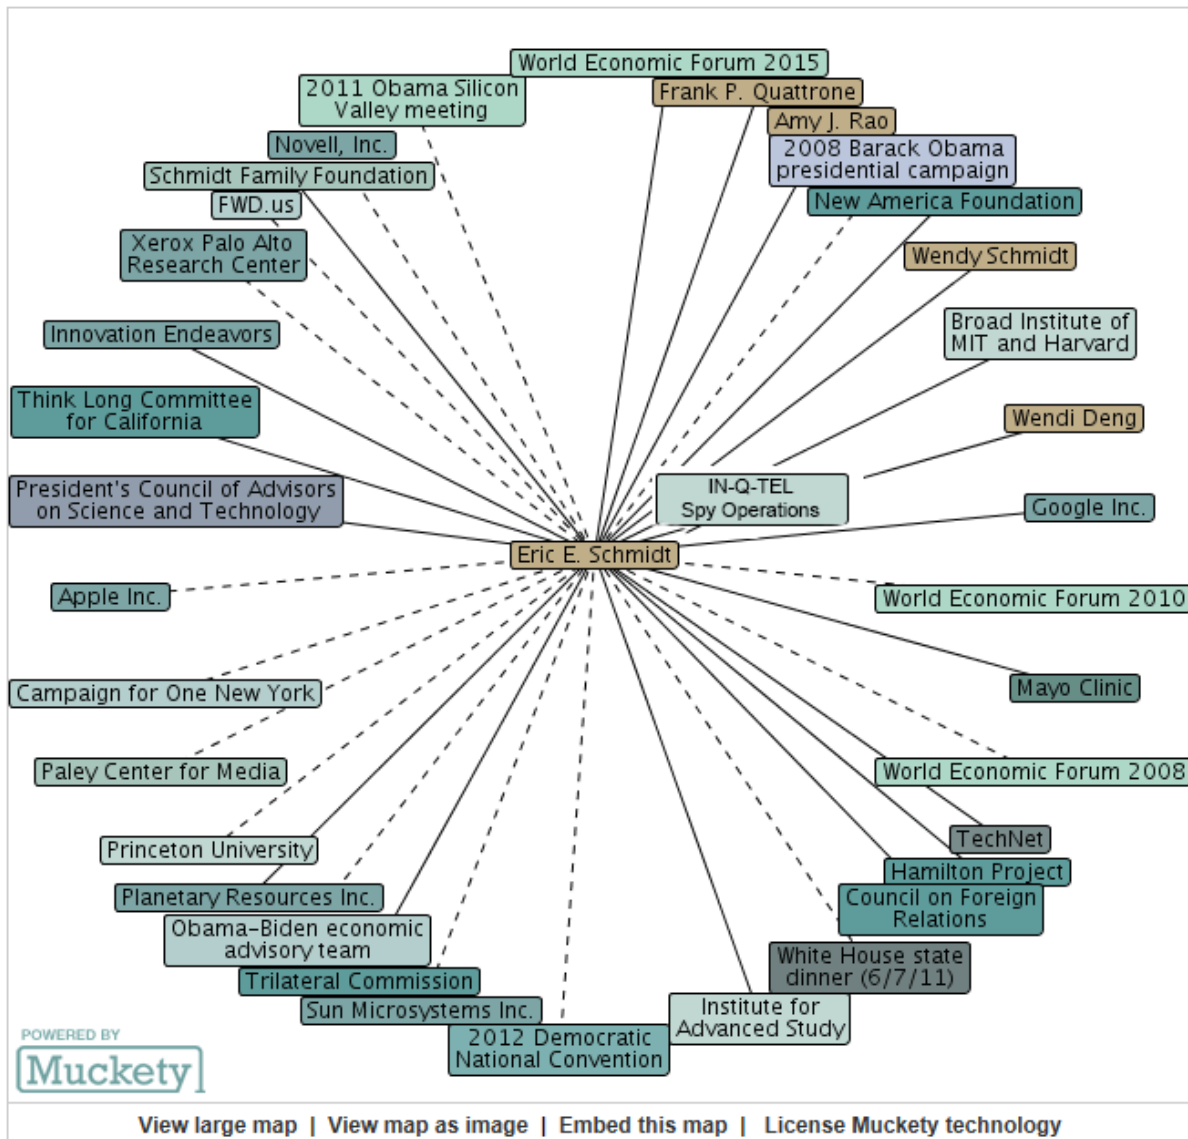 World Economic Forum 2015
2011 Obama Silicon
Valley meeting
Frank P. Quattrone
Amy J. Rao
Novell, Inc.
2008 Barack Obama
presidential campaign
Schmidt Family Foundation
FWD.us
New America Foundation
Xerox Palo Alto
Research Center
Wendy Schmidt
Innovation Endeavors
Broad Institute of
MIT and Harvard
Think Long Committee
for California
Wendi Deng
President's Council of Advisors
on Science and Technology
IN-Q-TEL
Spy Operations
Google Inc.
Eric E. Schmidt
Apple Inc.
World Economic Forum 2010
Campaign for One New York
Mayo Clinic
Paley Center for Media
World Economic Forum 2008
Princeton University
TechNet
Planetary Resources Inc.
Hamilton Project
Obama-Biden economic
advisory team
Council on Foreign
Relations
Trilateral Commission
White House state
dinner (6/7/11)
Sun Microsystems Inc.
Institute for
Advanced Study
2012 Democratic
National Convention
POWERED BY
Muckety
View large map | View map as image | Embed this map | License Muckety technology